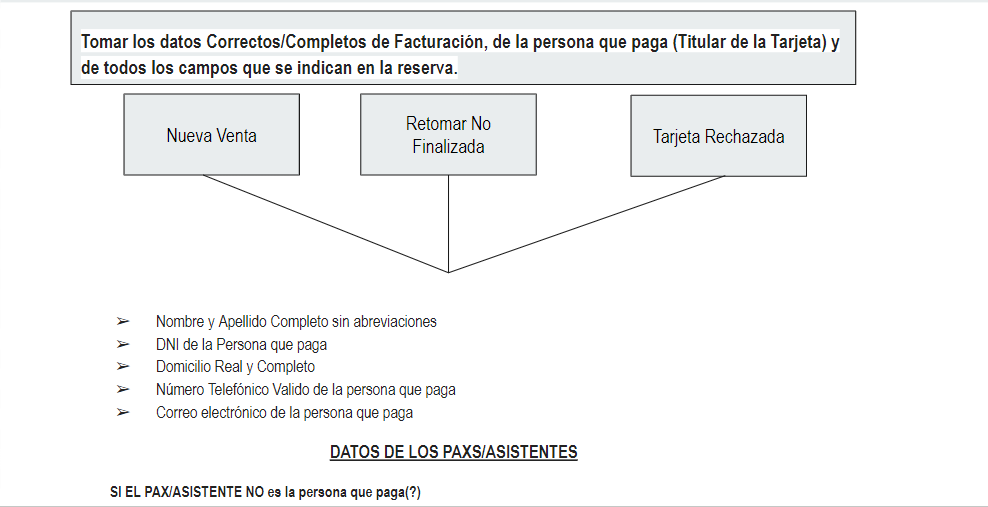 Tomar los datos Correctos/Completos de Facturación, de la persona que paga (Titular de la Tarjeta) y
de todos los campos que se indican en la reserva.
Nueva Venta
Retomar No
Finalizada
Tarjeta Rechazada
➢ Nombre y Apellido Completo sin abreviaciones
➢ DNI de la Persona que paga
➢ Domicilio Real y Completo
➢ Número Telefónico Valido de la persona que paga
➢ Correo electrónico de la persona que paga
DATOS DE LOS PAXS/ASISTENTES
SI EL PAX/ASISTENTE NO es la persona que paga(?)